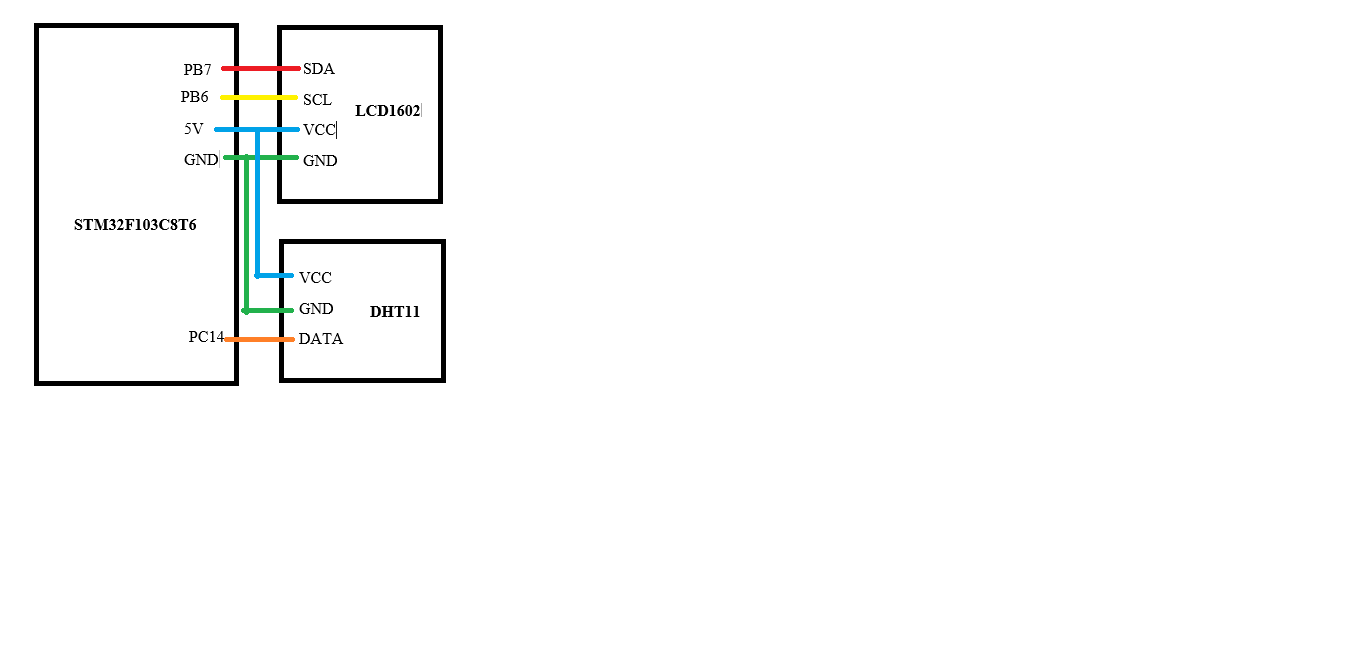 PB7
PB6
5V
GND
STM32F103C8T6
PC14
SDA
SCL
VCC
GND
LCD1602
VCC
GND
DATA
DHT11